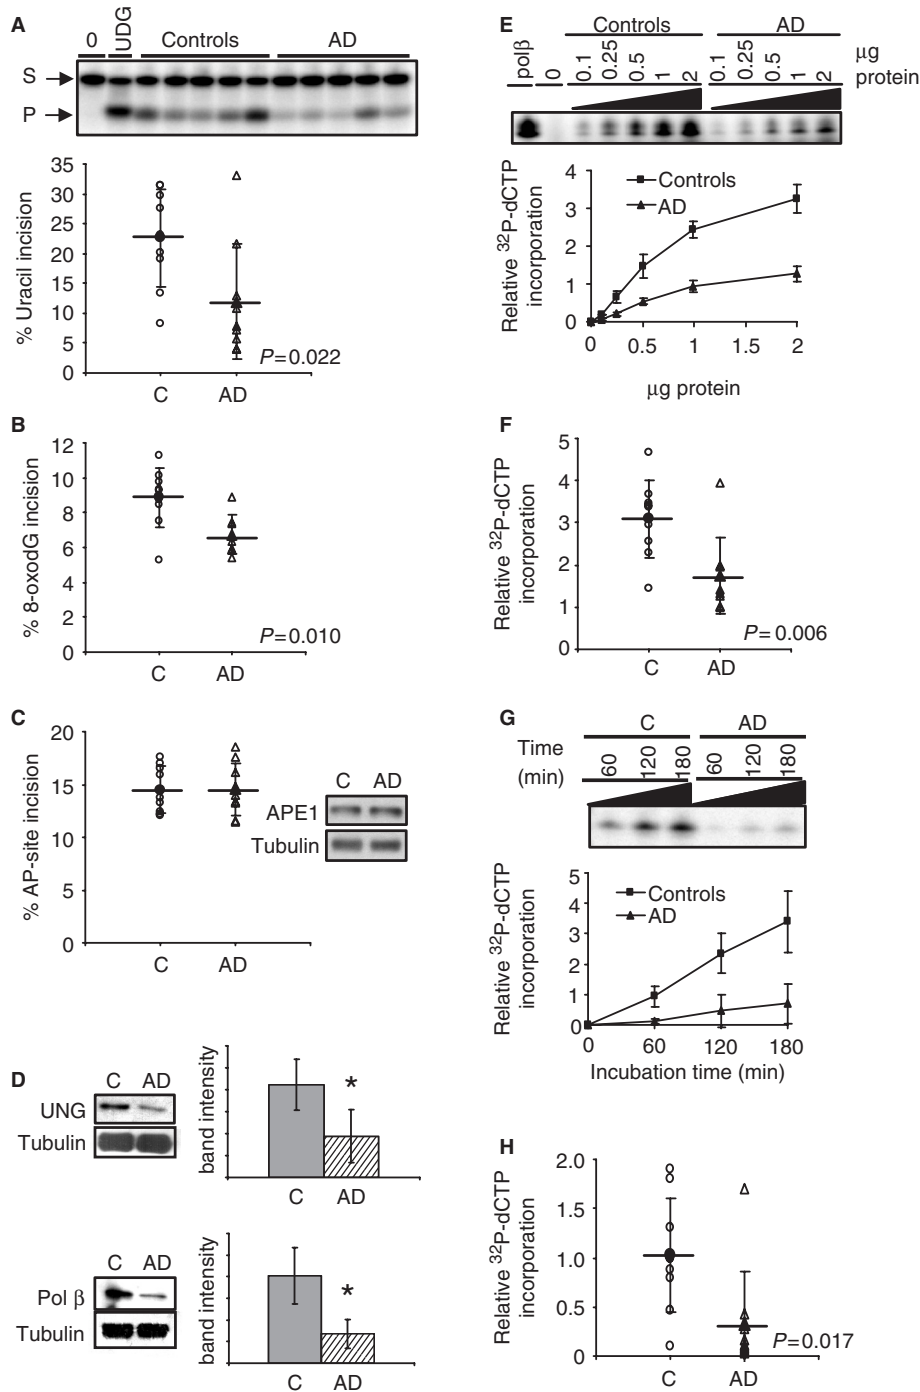 A
0
UDG
Controls
AD
S
P
35
30
25
20
15
10
5
0
% Uracil incision
P=0.022
C
AD
B
12
10
8
6
4
2
0
% 8-oxodG incision
P=0.010
C
AD
C
20
15
10
5
0
% AP-site incision
C
AD
C AD
APE1
Tubulin
D
C AD
UNG
Tubulin
band intensity
*
C
AD
C AD
Pol β
Tubulin
band intensity
*
C
AD
E
Controls
AD
polβ
0
0.1
0.25
0.5
1
2
0.1
0.25
0.5
1
2
μg
protein
4
3
2
1
0
Relative ³²P-dCTP
incorporation
Controls
AD
0
0.5
1
1.5
2
μg protein
F
5
4
3
2
1
0
Relative ³²P-dCTP
incorporation
P=0.006
C
AD
G
C
AD
Time
(min)
60
120
180
60
120
180
5
4
3
2
1
0
Relative ³²P-dCTP
incorporation
Controls
AD
0
60
120
180
Incubation time (min)
H
2.0
1.5
1.0
0.5
0
Relative ³²P-dCTP
incorporation
P=0.017
C
AD